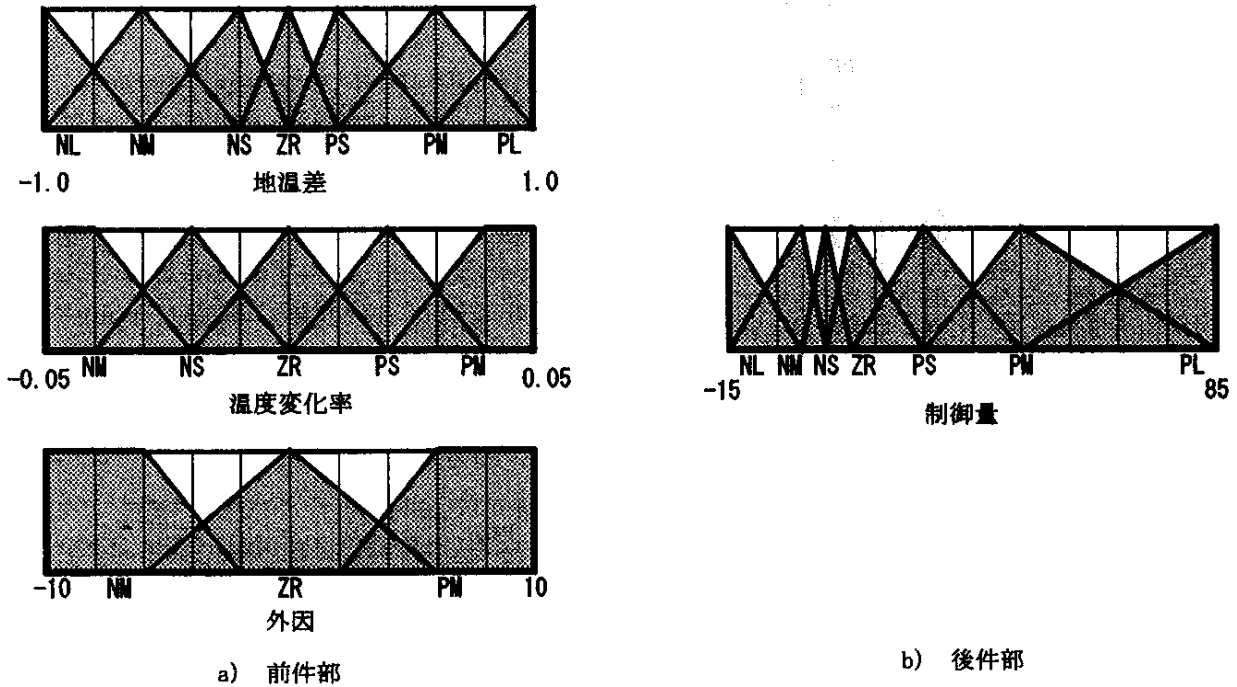 NL NM NS ZR PS PM PL
-1.0 地温差 1.0
NM NS ZR PS PM
-0.05 温度変化率 0.05
-10 NM ZR PM 10
外因
a) 前件部
NL NM NS ZR PS PM PL
-15 制御量 85
b) 後件部